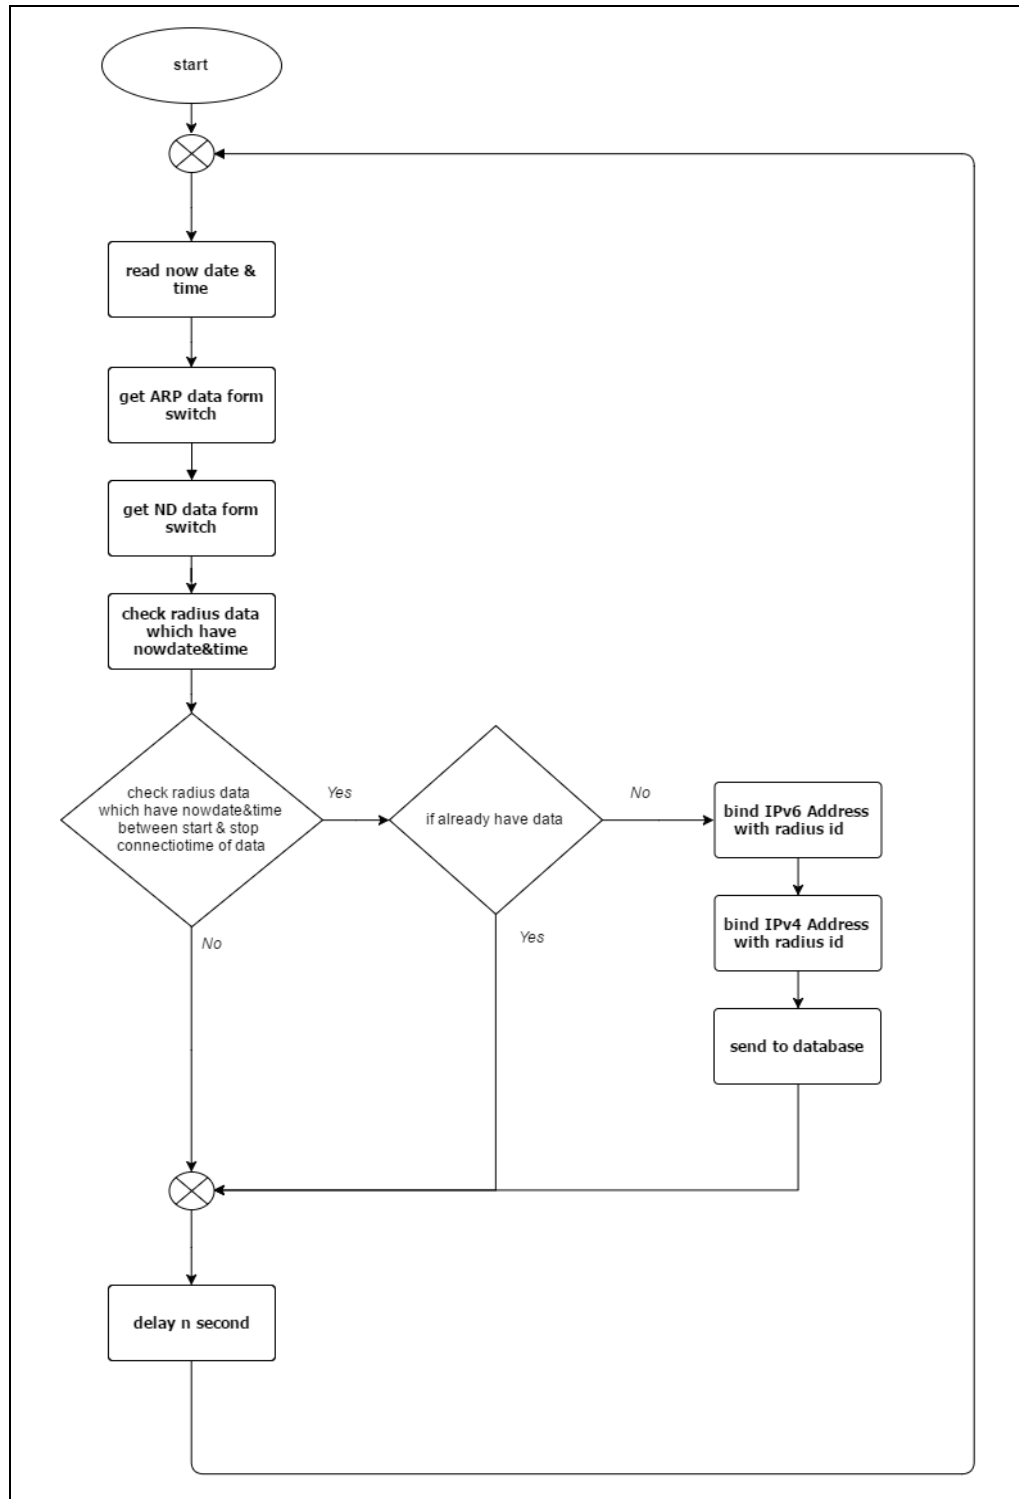 start
read now date &
time
get ARP data form
switch
get ND data form
switch
check radius data
which have
nowdate&time
check radius data
which have nowdate&time
between start & stop
connectiotime of data
Yes
if already have data
No
bind IPv6 Address
with radius id
bind IPv4 Address
with radius id
send to database
No
Yes
delay n second